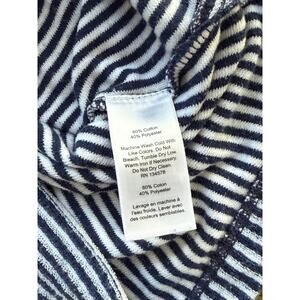 60% Cotton
40% Polyester
Machine Wash Cold With
Like Colors. Do Not
Bleach. Tumble Dry Low.
Warm Iron If Necessary.
Do Not Dry Clean.
RN 134578
60% Coton
40% Polyester
Lavage en machine à
l'eau froide. Laver avec
des couleurs semblables.